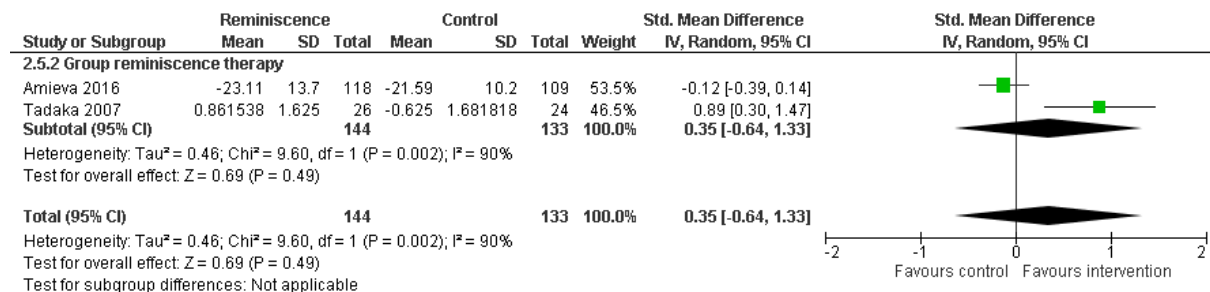 Reminiscence Control Std. Mean Difference Std. Mean Difference
Study or Subgroup Mean SD Total Mean SD Total Weight IV, Random, 95% CI IV, Random, 95% CI
2.5.2 Group reminiscence therapy
Amieva 2016 -23.11 13.7 118 -21.59 10.2 109 53.5% -0.12 [-0.39, 0.14]
Tadaka 2007 0.861538 1.625 26 -0.625 1.681818 24 46.5% 0.89 [0.30, 1.47]
Subtotal (95% CI) 144 133 100.0% 0.35 [-0.64, 1.33]
Heterogeneity: Tau² = 0.46; Chi² = 9.60, df = 1 (P = 0.002); I² = 90%
Test for overall effect: Z = 0.69 (P = 0.49)
Total (95% CI) 144 133 100.0% 0.35 [-0.64, 1.33]
Heterogeneity: Tau² = 0.46; Chi² = 9.60, df = 1 (P = 0.002); I² = 90%
Test for overall effect: Z = 0.69 (P = 0.49)
Test for subgroup differences: Not applicable
-2 -1 0 1 2
Favours control Favours intervention